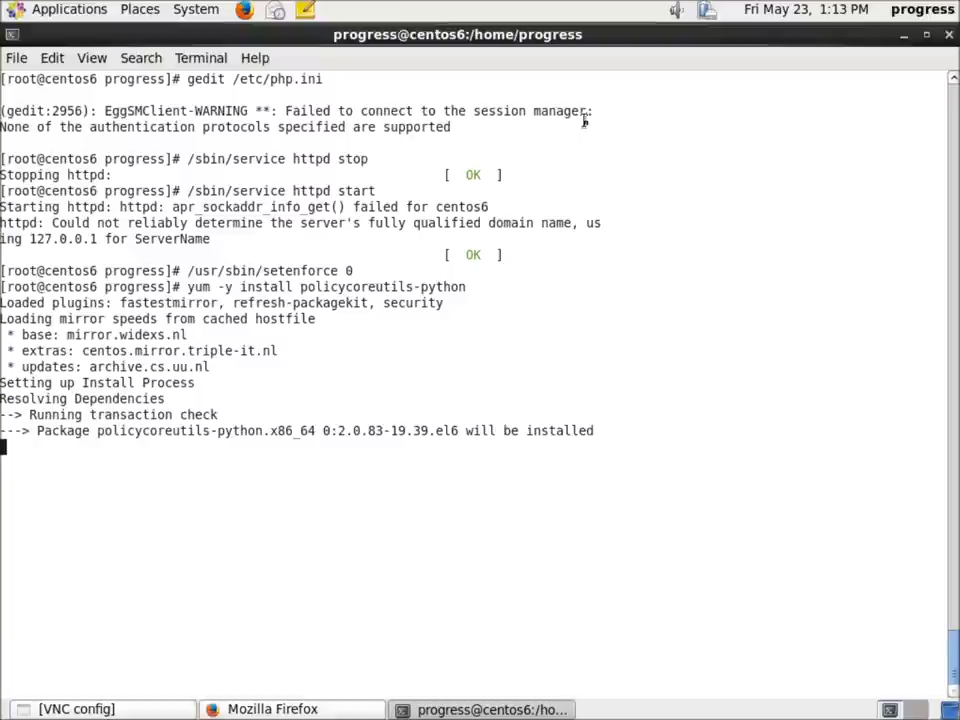 Applications Places System Fri May 23, 1:13 PM progress
progress@centos6:/home/progress
File Edit View Search Terminal Help
[root@centos6 progress]# gedit /etc/php.ini
(gedit:2956): EggSMClient-WARNING **: Failed to connect to the session manager:
None of the authentication protocols specified are supported
[root@centos6 progress]# /sbin/service httpd stop
Stopping httpd: [ OK ]
[root@centos6 progress]# /sbin/service httpd start
Starting httpd: httpd: apr_sockaddr_info_get() failed for centos6
httpd: Could not reliably determine the server's fully qualified domain name, us
ing 127.0.0.1 for ServerName
[ OK ]
[root@centos6 progress]# /usr/sbin/setenforce 0
[root@centos6 progress]# yum -y install policycoreutils-python
Loaded plugins: fastestmirror, refresh-packagekit, security
Loading mirror speeds from cached hostfile
* base: mirror.widexs.nl
* extras: centos.mirror.triple-it.nl
* updates: archive.cs.uu.nl
Setting up Install Process
Resolving Dependencies
--> Running transaction check
---> Package policycoreutils-python.x86_64 0:2.0.83-19.39.el6 will be installed
[VNC config] Mozilla Firefox progress@centos6:/ho...